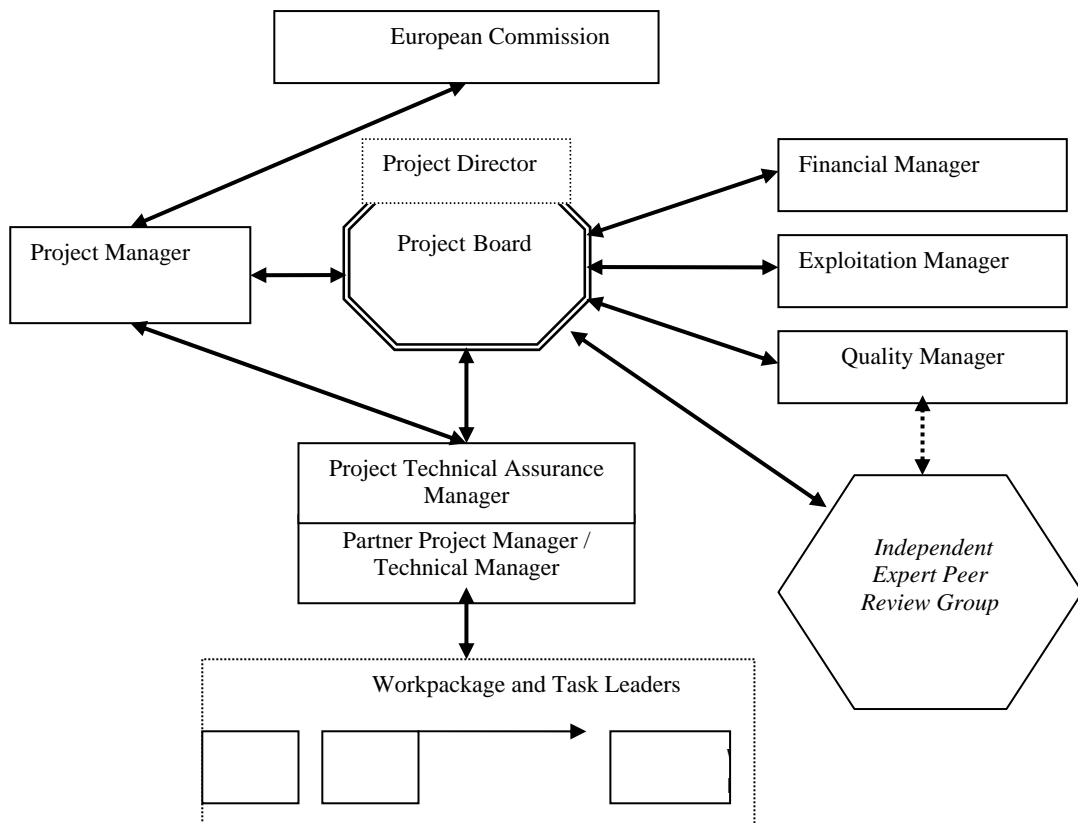 European Commission
Project Director
Financial Manager
Project Board
Project Manager
Exploitation Manager
Quality Manager
Project Technical Assurance
Manager
Partner Project Manager /
Technical Manager
Independent
Expert Peer
Review Group
Workpackage and Task Leaders